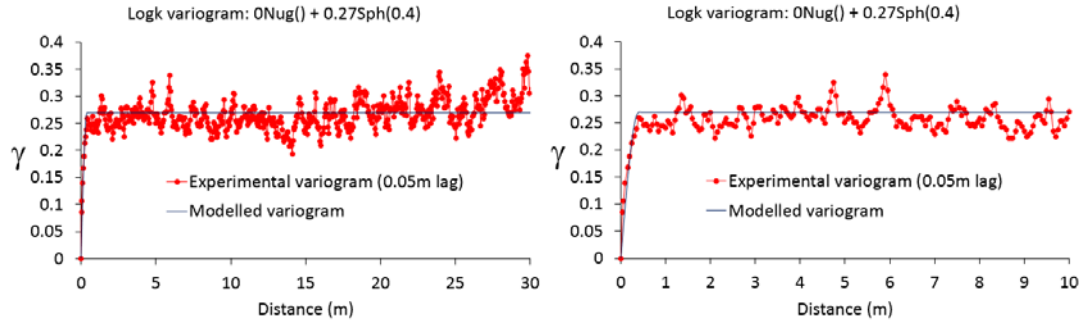 Logk variogram: 0Nug() + 0.27Sph(0.4)
0.4
0.35
0.3
0.25
0.2
0.15
0.1
0.05
0
γ
Experimental variogram (0.05m lag)
Modelled variogram
0 5 10 15 20 25 30
Distance (m)
Logk variogram: 0Nug() + 0.27Sph(0.4)
0.4
0.35
0.3
0.25
0.2
0.15
0.1
0.05
0
γ
Experimental variogram (0.05m lag)
Modelled variogram
0 1 2 3 4 5 6 7 8 9 10
Distance (m)